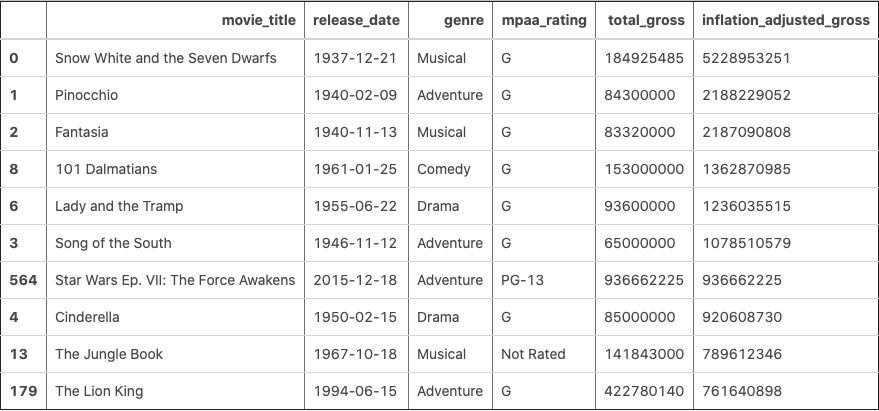 movie_title release_date genre mpaa_rating total_gross inflation_adjusted_gross
0 Snow White and the Seven Dwarfs 1937-12-21 Musical G 184925485 5228953251
1 Pinocchio 1940-02-09 Adventure G 84300000 2188229052
2 Fantasia 1940-11-13 Musical G 83320000 2187090808
8 101 Dalmatians 1961-01-25 Comedy G 153000000 1362870985
6 Lady and the Tramp 1955-06-22 Drama G 93600000 1236035515
3 Song of the South 1946-11-12 Adventure G 65000000 1078510579
564 Star Wars Ep. VII: The Force Awakens 2015-12-18 Adventure PG-13 936662225 936662225
4 Cinderella 1950-02-15 Drama G 85000000 920608730
13 The Jungle Book 1967-10-18 Musical Not Rated 141843000 789612346
179 The Lion King 1994-06-15 Adventure G 422780140 761640898